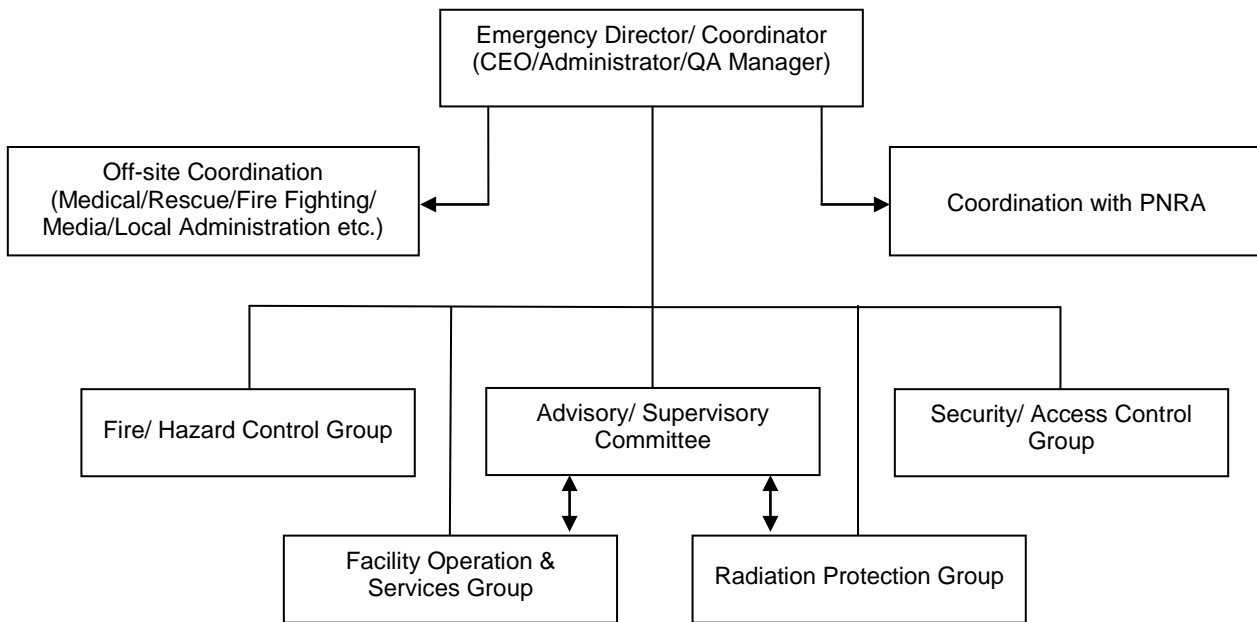 Emergency Director/ Coordinator
(CEO/Administrator/QA Manager)
Off-site Coordination
(Medical/Rescue/Fire Fighting/
Media/Local Administration etc.)
Coordination with PNRA
Fire/ Hazard Control Group
Advisory/ Supervisory
Committee
Security/ Access Control
Group
Facility Operation &
Services Group
Radiation Protection Group